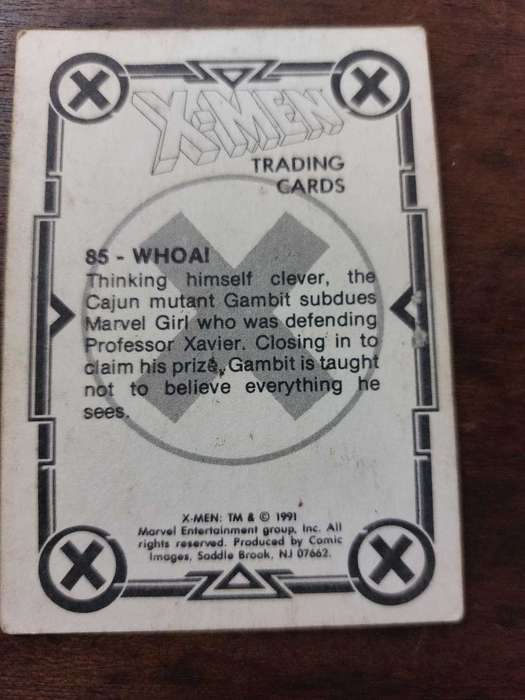 X-MEN
TRADING
CARDS
85 - WHOA!
Thinking himself clever, the
Cajun mutant Gambit subdues
Marvel Girl who was defending
Professor Xavier. Closing in to
claim his prize, Gambit is taught
not to believe everything he
sees.
X-MEN: TM & © 1991
Marvel Entertainment group, Inc. All
rights reserved. Produced by Comic
Images, Saddle Brook, NJ 07662.